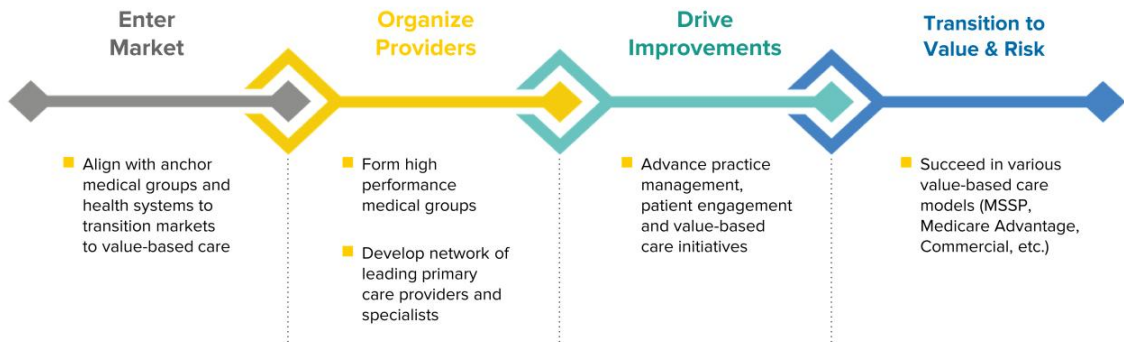 Enter
Market
Organize
Providers
Drive
Improvements
Transition to
Value & Risk
Align with anchor
medical groups and
health systems to
transition markets
to value-based care
Form high
performance
medical groups
Develop network of
leading primary
care providers and
specialists
Advance practice
management,
patient engagement
and value-based
care initiatives
Succeed in various
value-based care
models (MSSP,
Medicare Advantage,
Commercial, etc.)